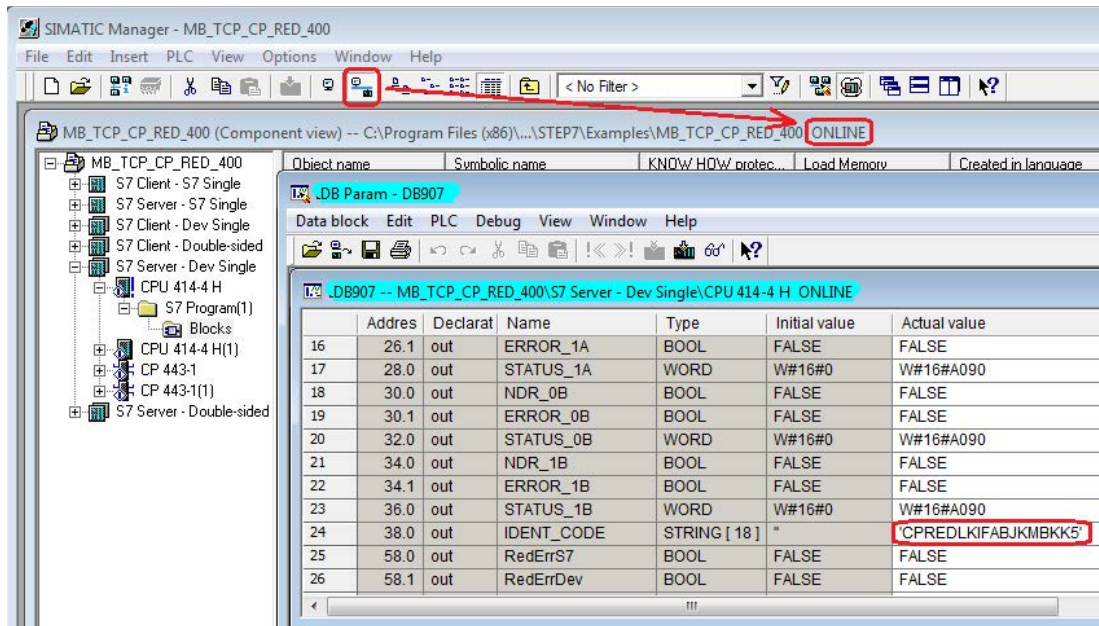 SIMATIC Manager - MB_TCP_CP_RED_400
File Edit Insert PLC View Options Window Help
< No Filter >
MB_TCP_CP_RED_400 (Component view) -- C:\Program Files (x86)\...\STEP7\Examples\MB_TCP_CP_RED_400 ONLINE
MB_TCP_CP_RED_400
S7 Client - S7 Single
S7 Server - S7 Single
S7 Client - Dev Single
S7 Client - Double-sided
S7 Server - Dev Single
CPU 414-4 H
S7 Program(1)
Blocks
CPU 414-4 H(1)
CP 443-1
CP 443-1(1)
S7 Server - Double-sided
Object name Symbolic name KNOW HOW protec... Load Memory Created in language
DB Param - DB907
Data block Edit PLC Debug View Window Help
DB907 -- MB_TCP_CP_RED_400\S7 Server - Dev Single\CPU 414-4 H ONLINE
Addres Declarat Name Type Initial value Actual value
16 26.1 out ERROR_1A BOOL FALSE FALSE
17 28.0 out STATUS_1A WORD W#16#0 W#16#A090
18 30.0 out NDR_0B BOOL FALSE FALSE
19 30.1 out ERROR_0B BOOL FALSE FALSE
20 32.0 out STATUS_0B WORD W#16#0 W#16#A090
21 34.0 out NDR_1B BOOL FALSE FALSE
22 34.1 out ERROR_1B BOOL FALSE FALSE
23 36.0 out STATUS_1B WORD W#16#0 W#16#A090
24 38.0 out IDENT_CODE STRING [ 18 ] '' 'CPREDLKIFABJKMBKK5'
25 58.0 out RedErrS7 BOOL FALSE FALSE
26 58.1 out RedErrDev BOOL FALSE FALSE